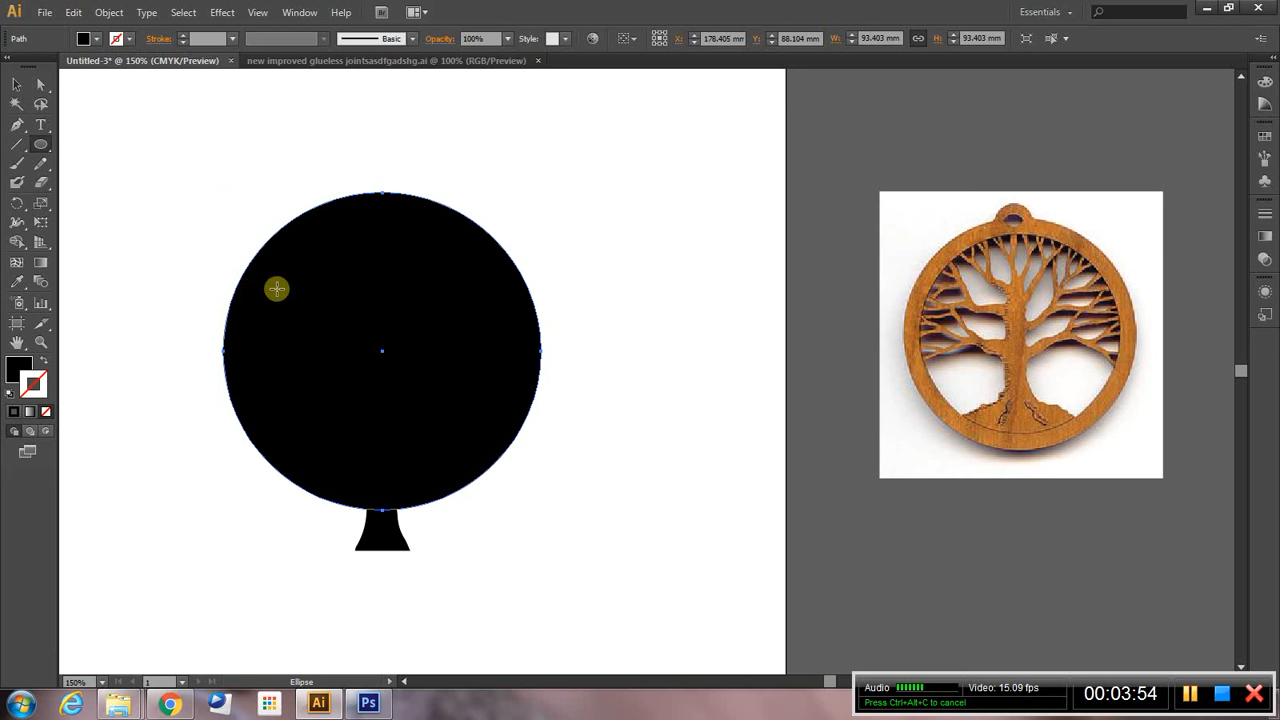 Ai File Edit Object Type Select Effect View Window Help Br Essentials
Path Stroke: Basic Opacity: 100% Style: X: 178.405 mm Y: 88.104 mm W: 93.403 mm H: 93.403 mm
Untitled-3* @ 150% (CMYK/Preview) × new improved glueless jointsasdfgadshg.ai @ 100% (RGB/Preview) ×
T
150% 1 Ellipse
Ai Ps
Audio Video: 15.09 fps 00:03:54
Press Ctrl+Alt+C to cancel